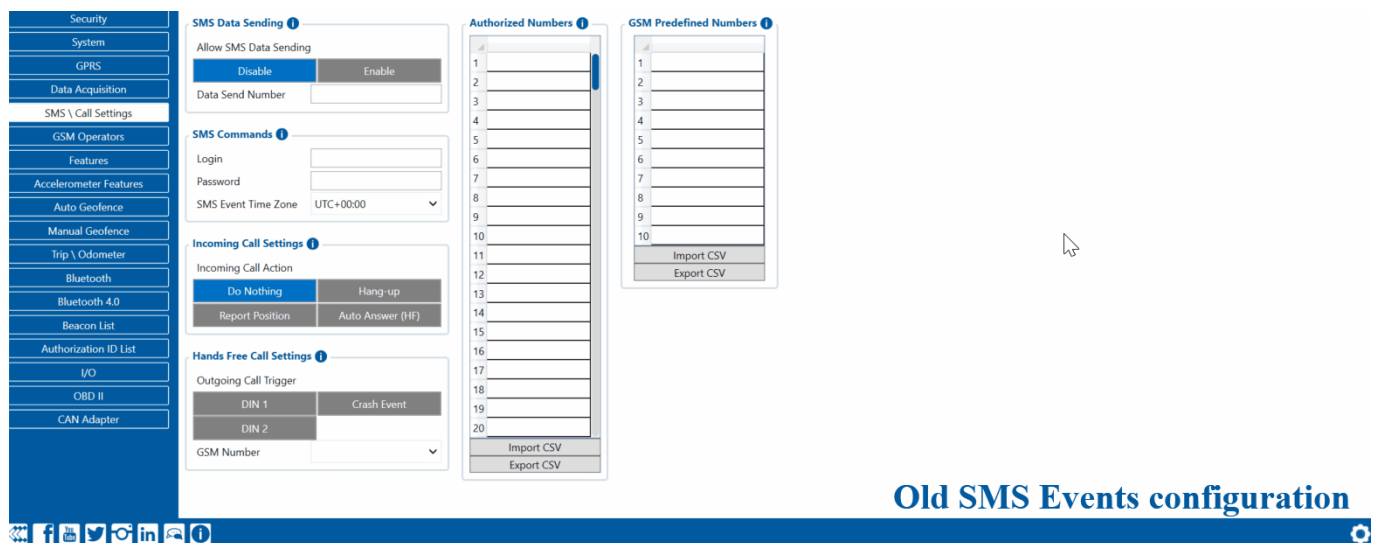 Security
System
GPRS
Data Acquisition
SMS \ Call Settings
GSM Operators
Features
Accelerometer Features
Auto Geofence
Manual Geofence
Trip \ Odometer
Bluetooth
Bluetooth 4.0
Beacon List
Authorization ID List
I/O
OBD II
CAN Adapter
SMS Data Sending
Allow SMS Data Sending
Disable Enable
Data Send Number
SMS Commands
Login
Password
SMS Event Time Zone UTC+00:00
Incoming Call Settings
Incoming Call Action
Do Nothing Hang-up
Report Position Auto Answer (HF)
Hands Free Call Settings
Outgoing Call Trigger
DIN 1 Crash Event
DIN 2
GSM Number
Authorized Numbers
1
2
3
4
5
6
7
8
9
10
11
12
13
14
15
16
17
18
19
20
Import CSV
Export CSV
GSM Predefined Numbers
1
2
3
4
5
6
7
8
9
10
Import CSV
Export CSV
Old SMS Events configuration
You
Tube
in